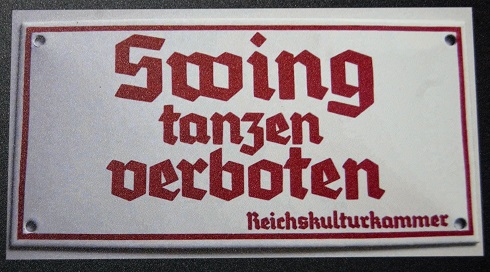 Swing
tanzen
verboten
Reichskulturkammer